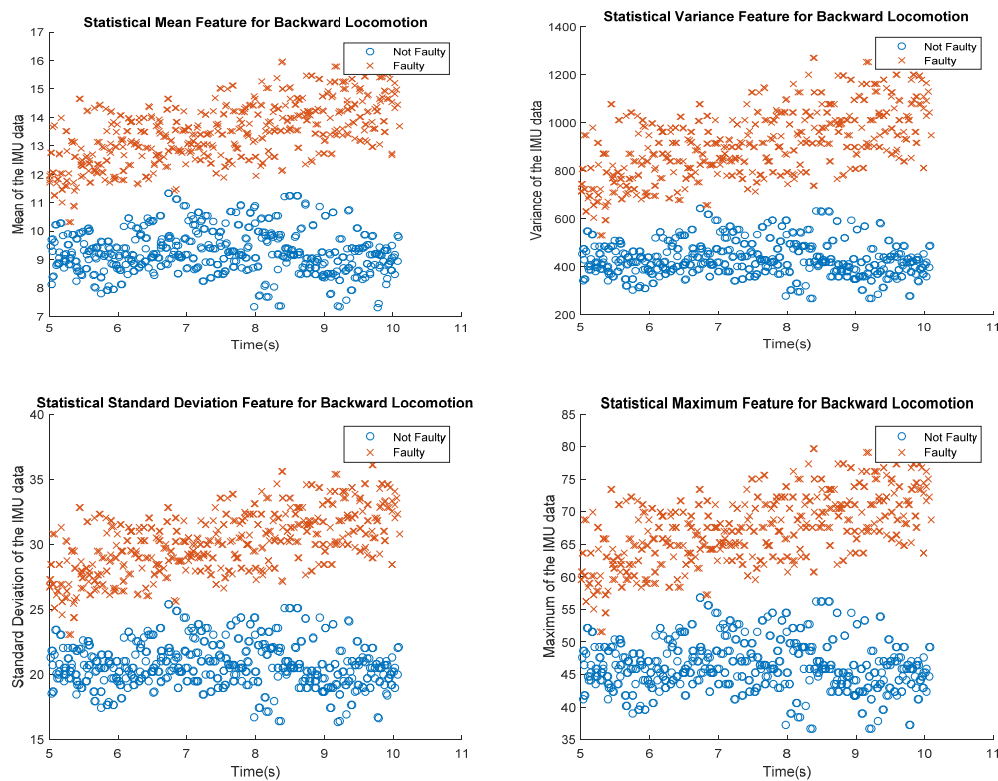 Statistical Mean Feature for Backward Locomotion
17
16
15
14
13
12
11
10
9
8
7
Mean of the IMU data
Not Faulty
Faulty
5 6 7 8 9 10 11
Time(s)
Statistical Variance Feature for Backward Locomotion
1400
1200
1000
800
600
400
200
Variance of the IMU data
Not Faulty
Faulty
5 6 7 8 9 10 11
Time(s)
Statistical Standard Deviation Feature for Backward Locomotion
40
35
30
25
20
15
Standard Deviation of the IMU data
Not Faulty
Faulty
5 6 7 8 9 10 11
Time(s)
Statistical Maximum Feature for Backward Locomotion
85
80
75
70
65
60
55
50
45
40
35
Maximum of the IMU data
Not Faulty
Faulty
5 6 7 8 9 10 11
Time(s)